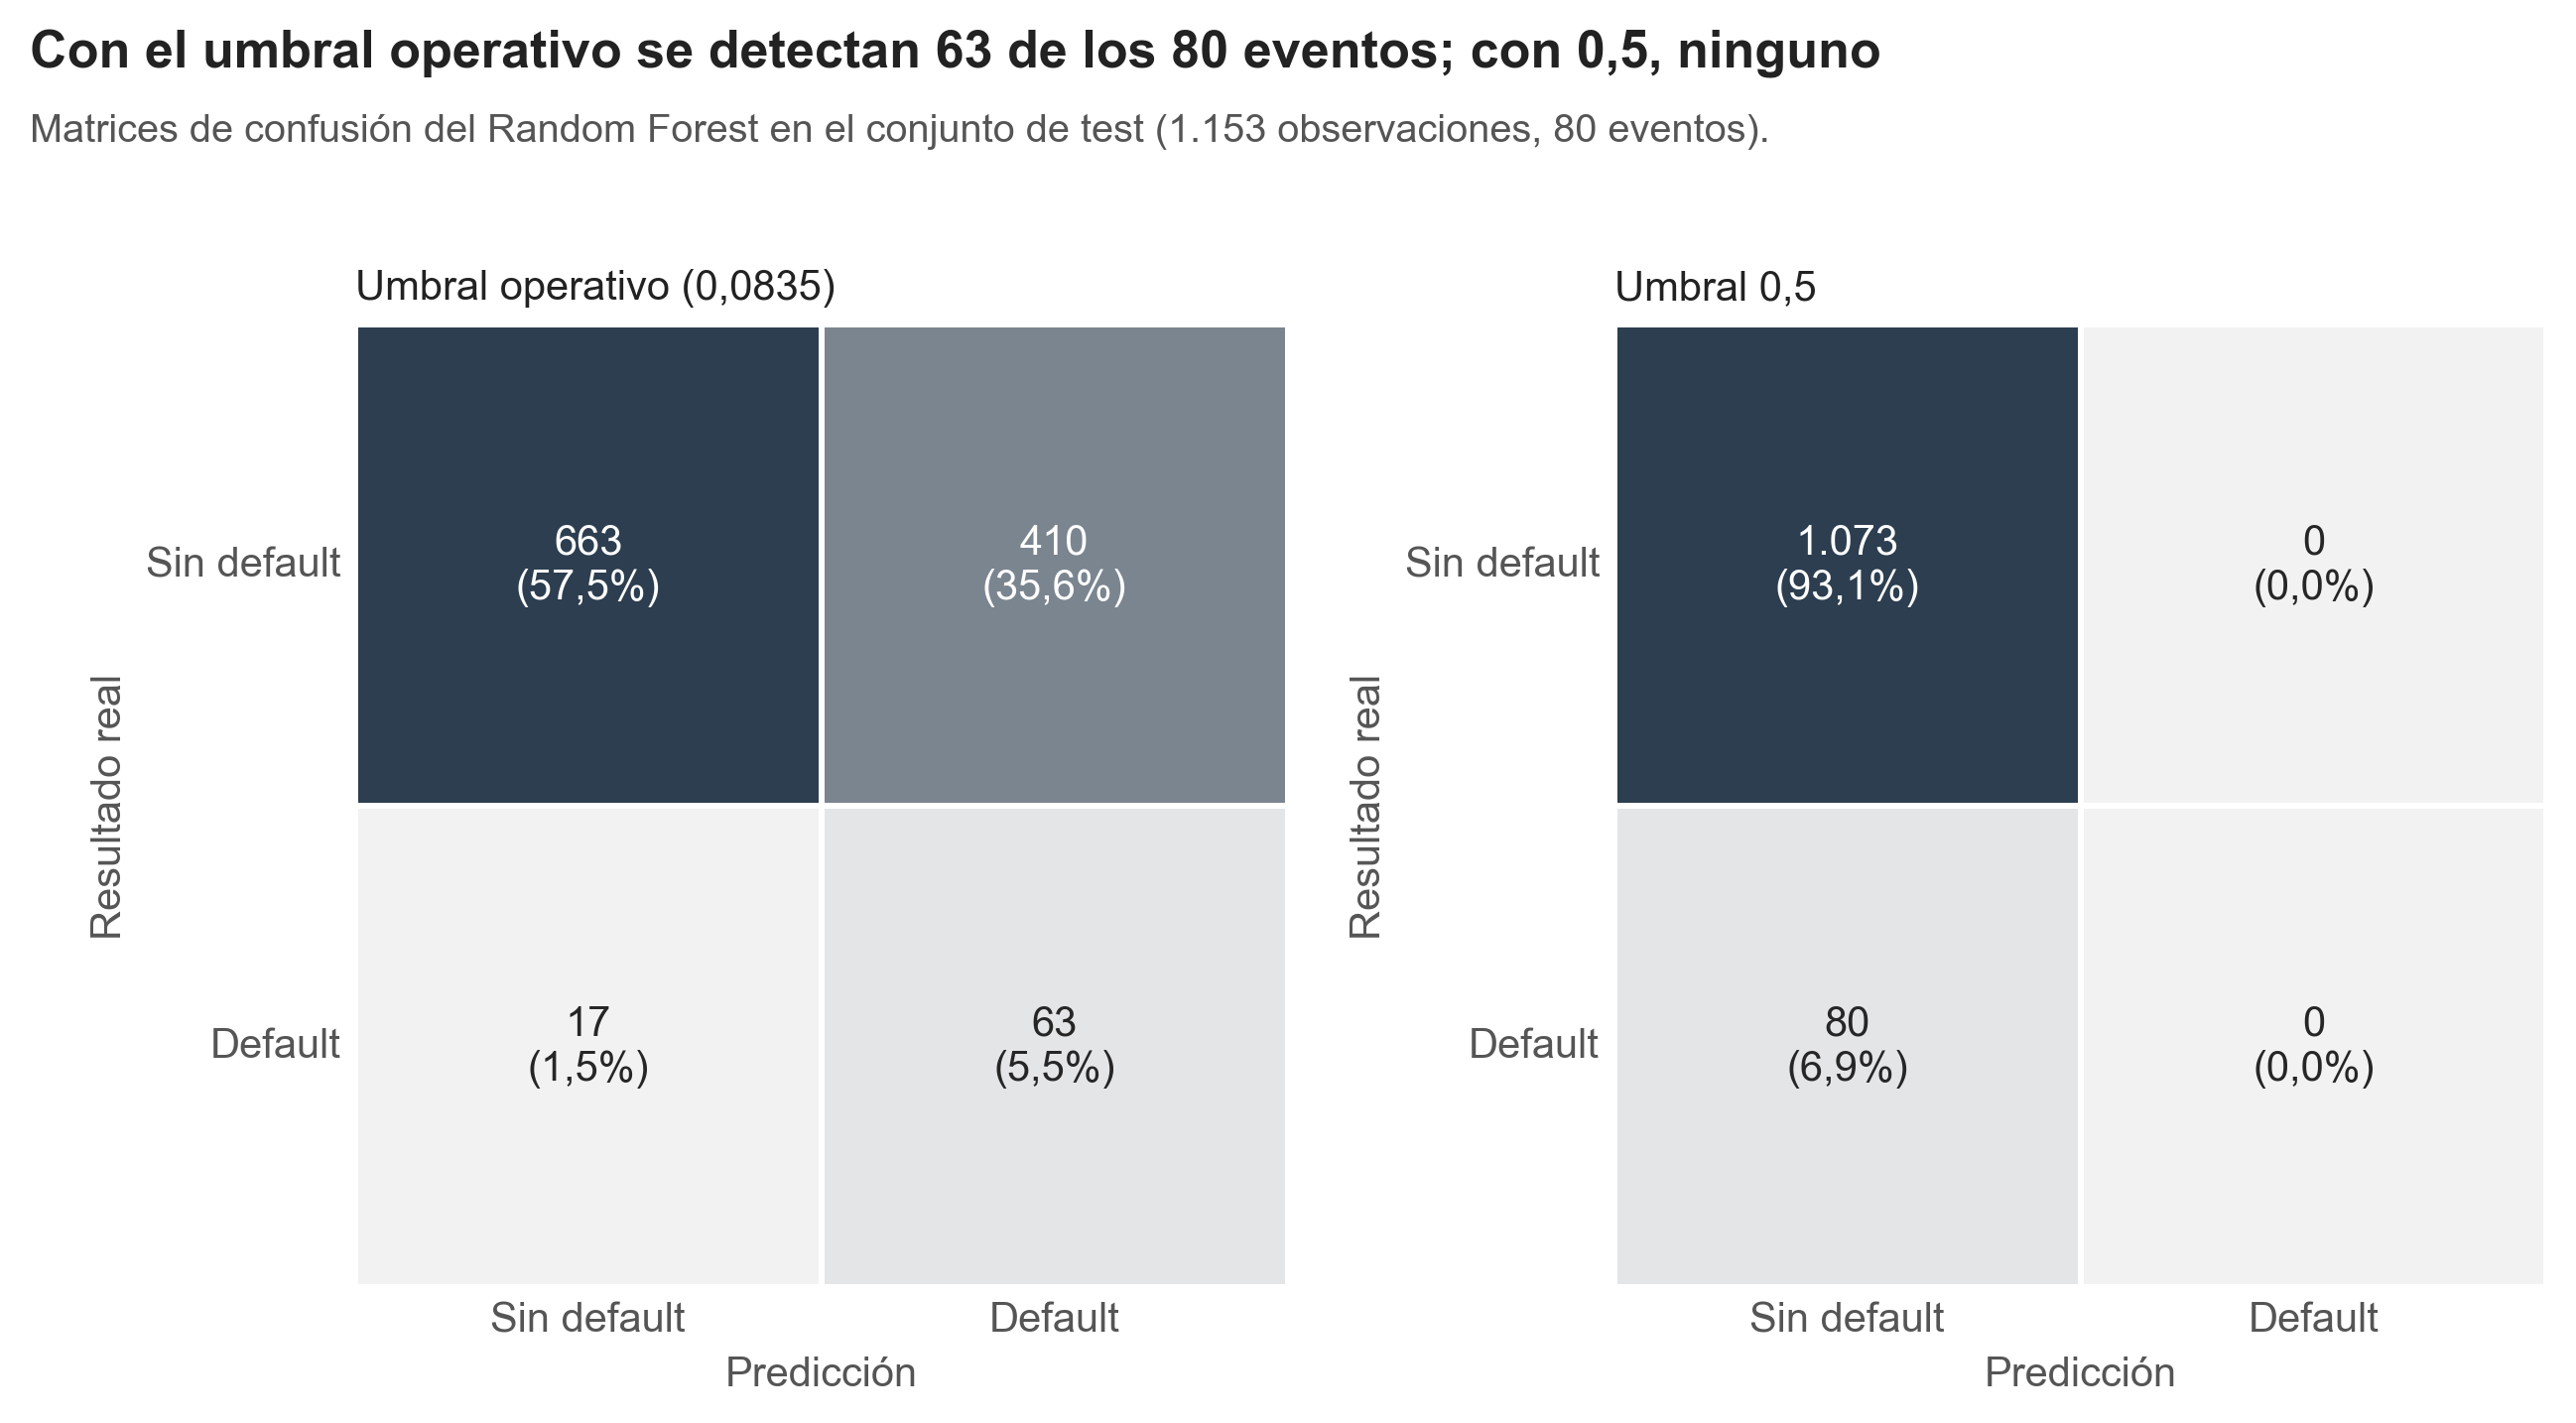 Con el umbral operativo se detectan 63 de los 80 eventos; con 0,5, ninguno
Matrices de confusión del Random Forest en el conjunto de test (1.153 observaciones, 80 eventos).
Umbral operativo (0,0835)
Resultado real
Sin default
663
(57,5%)
410
(35,6%)
Default
17
(1,5%)
63
(5,5%)
Sin default
Default
Predicción
Umbral 0,5
Resultado real
Sin default
1.073
(93,1%)
0
(0,0%)
Default
80
(6,9%)
0
(0,0%)
Sin default
Default
Predicción